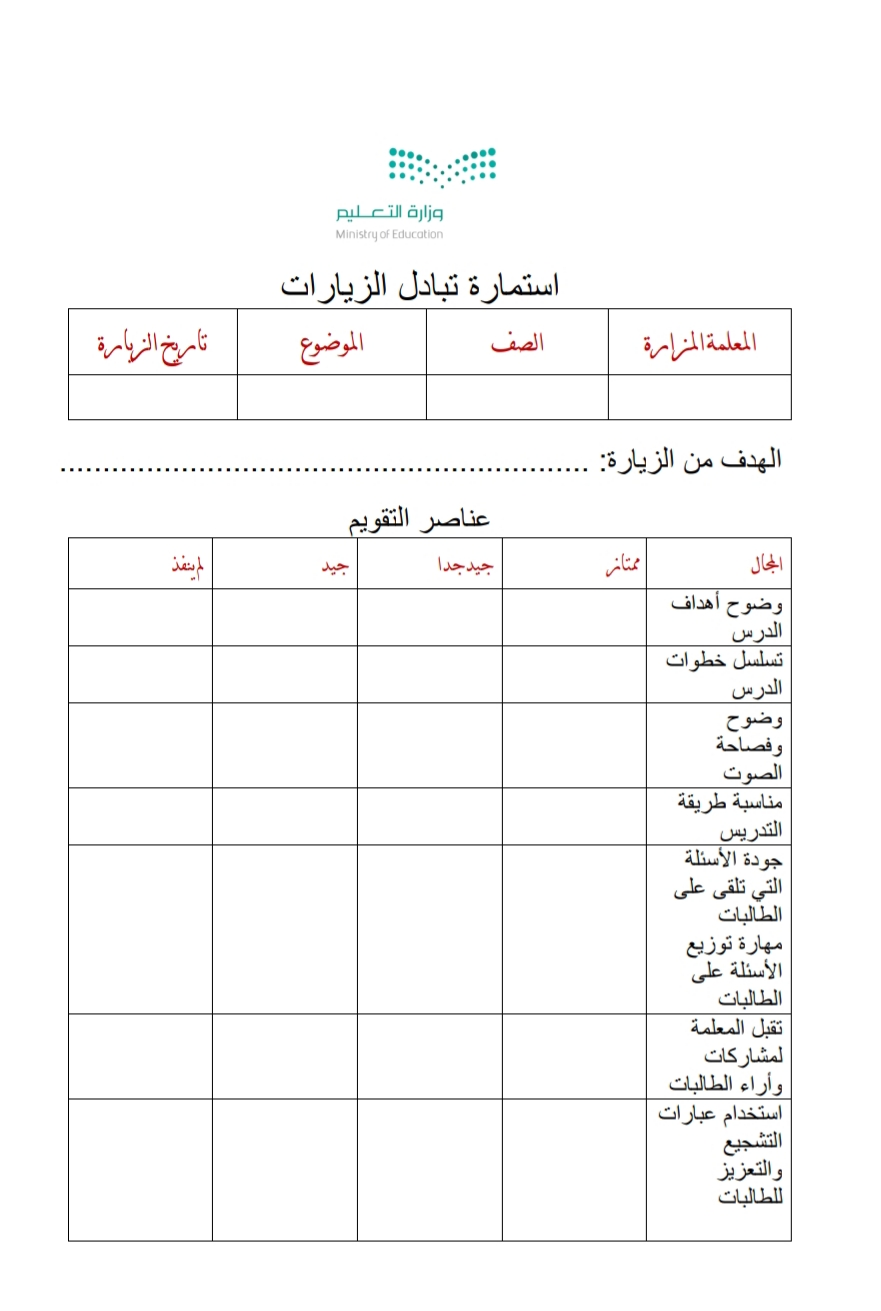 وزارة التعليم
Ministry of Education
استمارة تبادل الزيارات
المعلمة المزارة الصف الموضوع تاريخ الزيارة
الهدف من الزيارة: ............................................................
عناصر التقويم
المجال ممتاز جيدجدا جيد لم ينفذ
وضوح أهداف
الدرس
تسلسل خطوات
الدرس
وضوح
وفصاحة
الصوت
مناسبة طريقة
التدريس
جودة الأسئلة
التي تلقى على
الطالبات
مهارة توزيع
الأسئلة على
الطالبات
تقبل المعلمة
لمشاركات
وأراء الطالبات
استخدام عبارات
التشجيع
والتعزيز
للطالبات